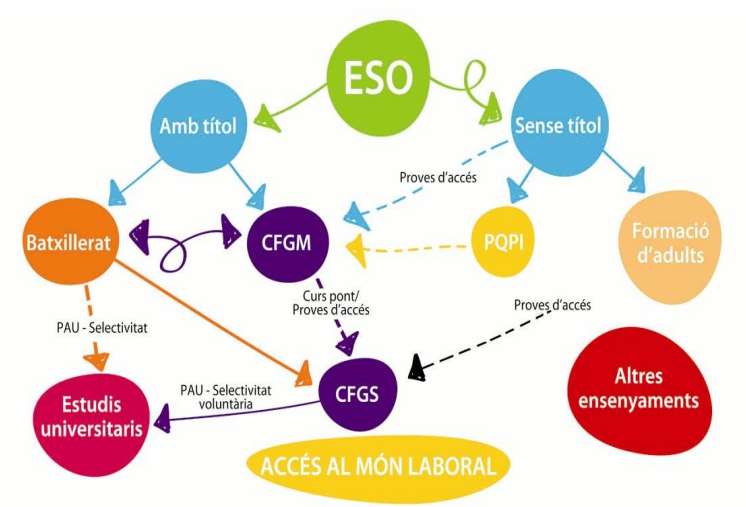 ESO
Amb títol
Sense títol
Proves d'accés
Batxillerat
CFGM
PQPI
Formació
d'adults
Curs pont/
Proves d'accés
Proves d'accés
PAU - Selectivitat
Altres
ensenyaments
PAU - Selectivitat
voluntària
CFGS
Estudis
universitaris
ACCÉS AL MÓN LABORAL